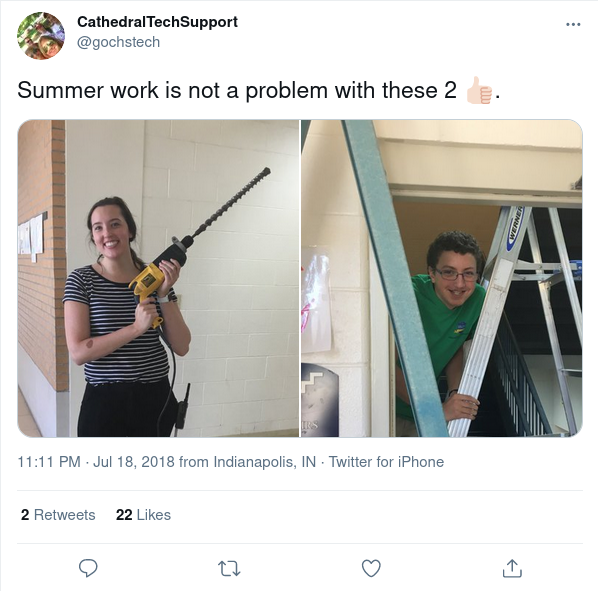 CathedralTechSupport
@gochstech
Summer work is not a problem with these 2 👍🏻.
WERNER
11:11 PM · Jul 18, 2018 from Indianapolis, IN · Twitter for iPhone
2 Retweets 22 Likes